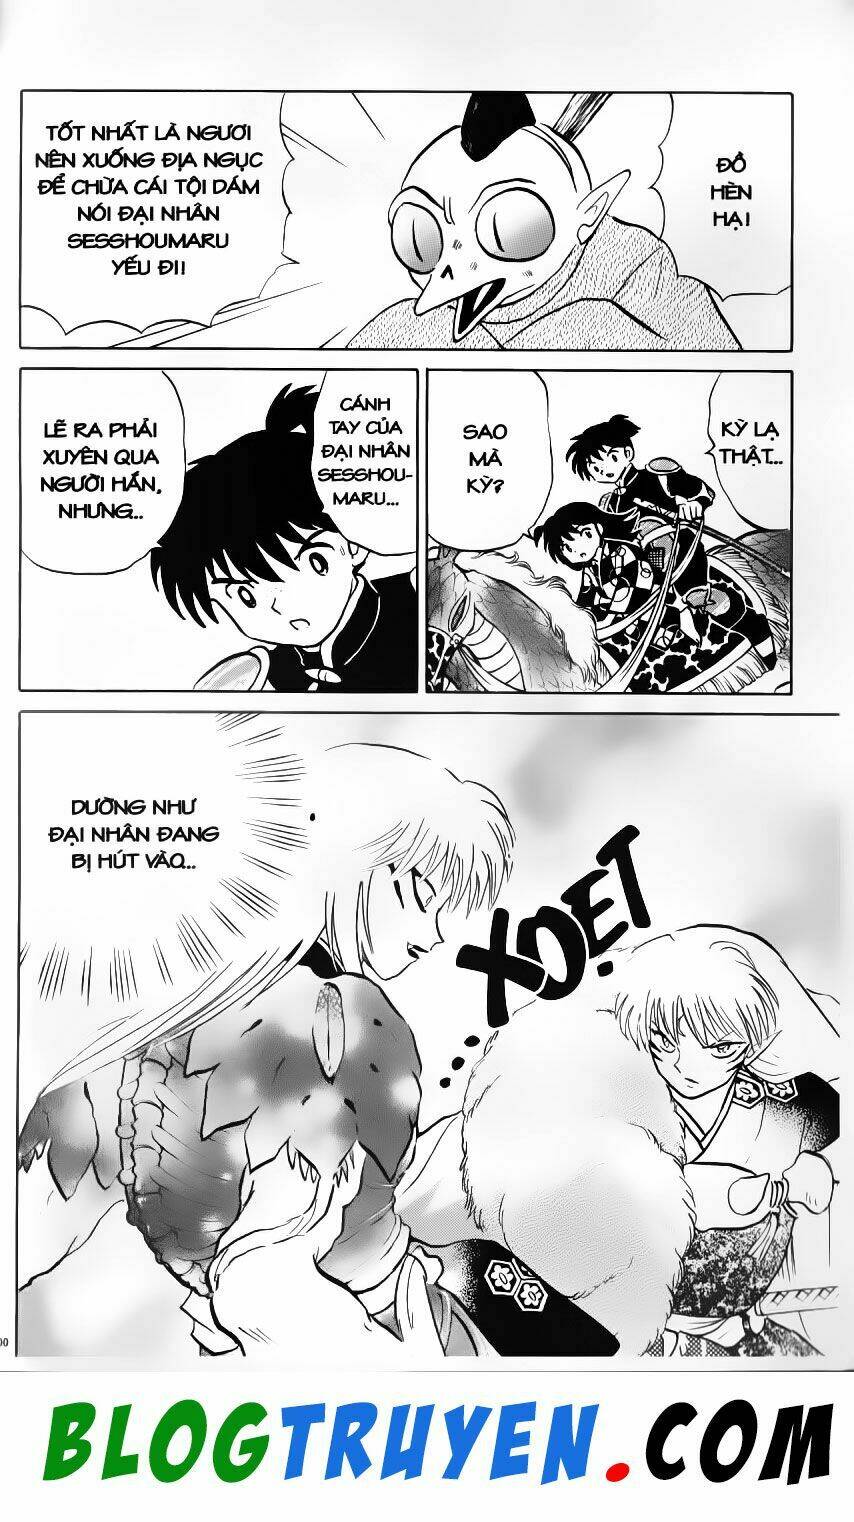 ĐỒ
HÈN
HẠ!
TỐT NHẤT LÀ NGƯƠI
NÊN XUỐNG ĐỊA NGỤC
ĐỂ CHỪA CÁI TỘI DÁM
NÓI ĐẠI NHÂN
SESSHOUMARU
YẾU ĐI!
KỲ LẠ
THẬT...
SAO
MÀ
KỲ?
CÁNH
TAY CỦA
ĐẠI NHÂN
SESSHOU-
MARU...
LẼ RA PHẢI
XUYÊN QUA
NGƯỜI HẮN,
NHƯNG...
DƯỜNG NHƯ
ĐẠI NHÂN ĐANG
BỊ HÚT VÀO...
...XOẸT
00
BLOGTRUYEN.COM